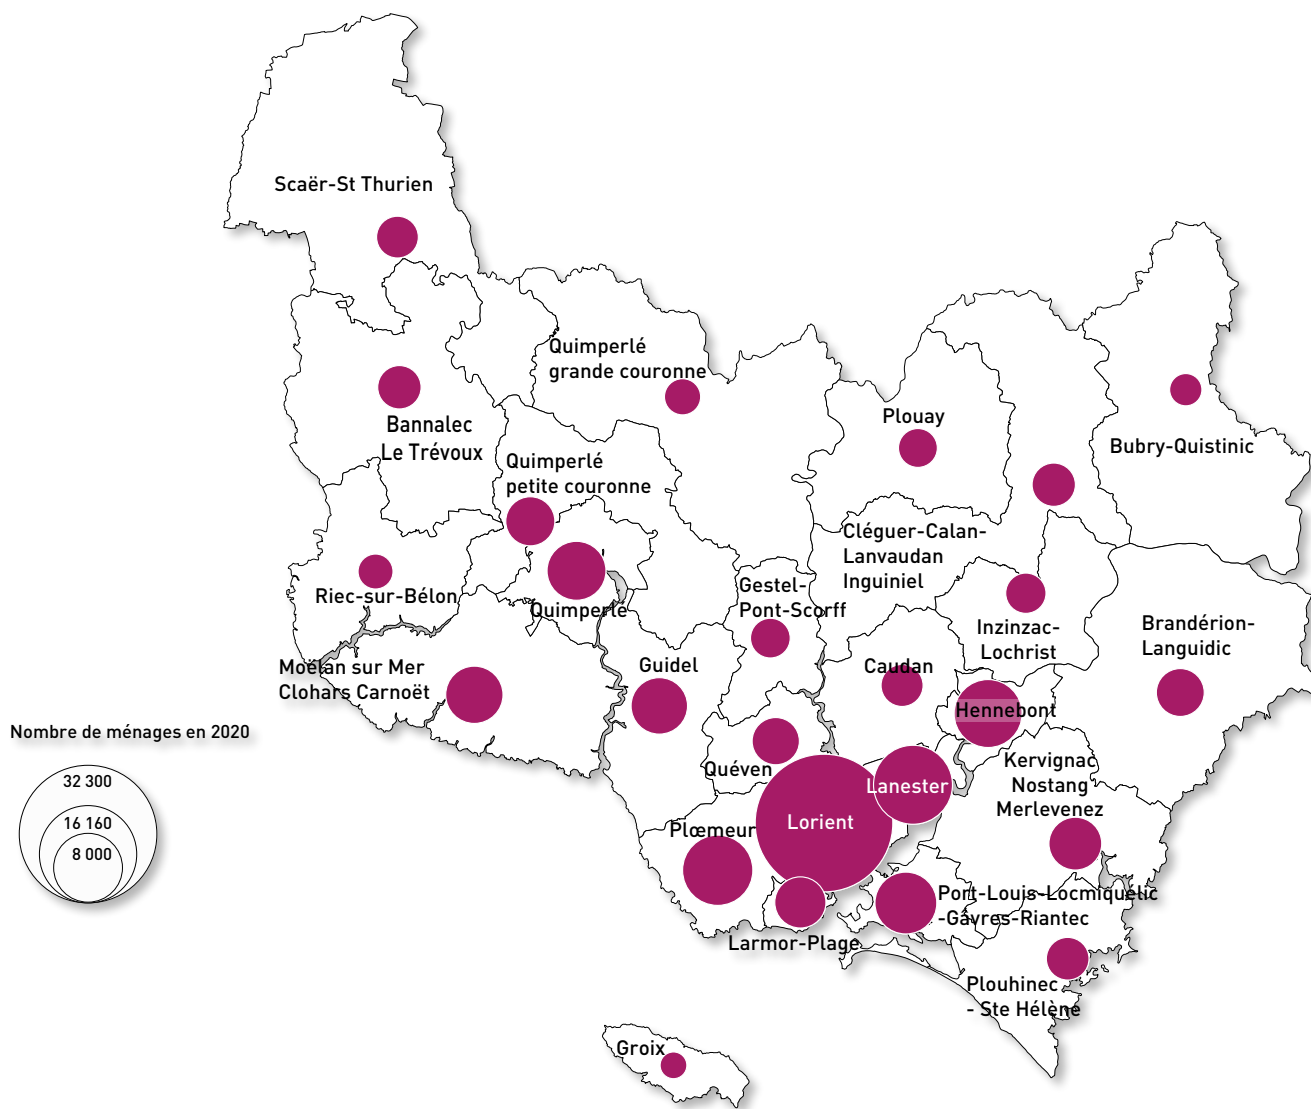 Scaër-St Thurien
Quimperlé
grande couronne
Bannalec
Le Trévoux
Quimperlé
petite couronne
Plouay
Bubry-Quistinic
Cléguer-Calan-
Lanvaudan
Inguiniel
Riec-sur-Bélon
Quimperlé
Gestel-
Pont-Scorff
Inzinzac-
Lochrist
Brandérion-
Languidic
Moëlan sur Mer
Clohars Carnoët
Guidel
Caudan
Hennebont
Nombre de ménages en 2020
32 300
16 160
8 000
Quéven
Lanester
Kervignac
Nostang
Merlevenez
Plœmeur
Lorient
Port-Louis-Locmiquélic
-Gâvres-Riantec
Larmor-Plage
Plouhinec
- Ste Hélène
Groix